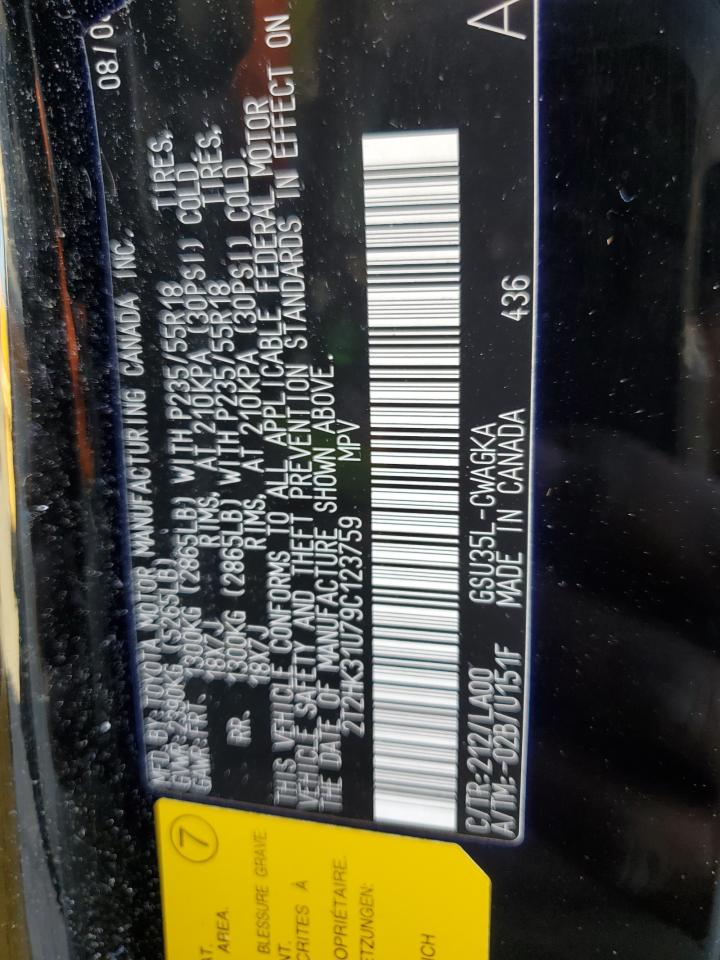 MFD. BY: TOYOTA MOTOR MANUFACTURING CANADA INC. 08/0
GVWR: 2390KG (5265LB)
GAWR: FRT. 1300KG (2865LB) WITH P235/55R18 TIRES,
18X7J RIMS, AT 210KPA (30PSI) COLD.
RR. 1300KG (2865LB) WITH P235/55R18 TIRES,
18X7J RIMS, AT 210KPA (30PSI) COLD.
THIS VEHICLE CONFORMS TO ALL APPLICABLE FEDERAL MOTOR
VEHICLE SAFETY AND THEFT PREVENTION STANDARDS IN EFFECT ON
THE DATE OF MANUFACTURE SHOWN ABOVE.
2T2HK31U79C123759 MPV
C/TR:212/LA00 GSU35L-CWAGKA
A/TM:-02B/U151F MADE IN CANADA 436 A
7
AT.
AREA.
BLESSURE GRAVE
NT.
CRITES A
OPRIÉTAIRE.
ETZUNGEN:
ICH